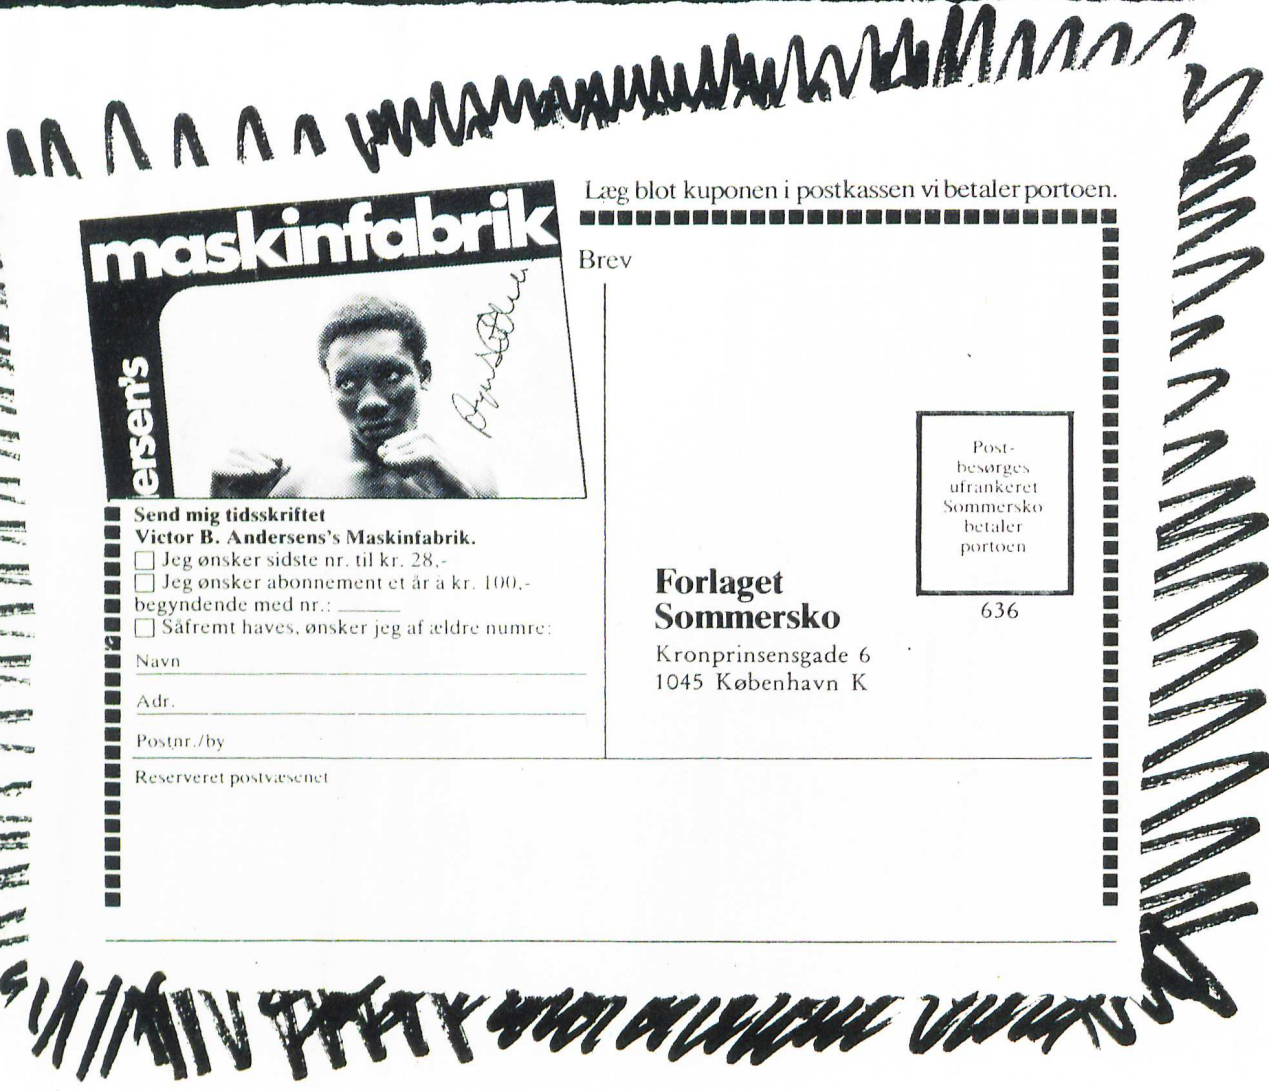 Læg blot kuponen i postkassen vi betaler portoen.
maskinfabrik
ersen's
Brev
Send mig tidsskriftet
Victor B. Andersens's Maskinfabrik.
Jeg ønsker sidste nr. til kr. 28,-
Jeg ønsker abonnement et år à kr. 100,-
begyndende med nr.: ______
Såfremt haves, ønsker jeg af ældre numre:
Navn
Adr.
Postnr./by
Reserveret postvæsenet
Forlaget
Sommersko
Kronprinsensgade 6
1045 København K
Post-
besørges
ufrankeret
Sommersko
betaler
portoen
636